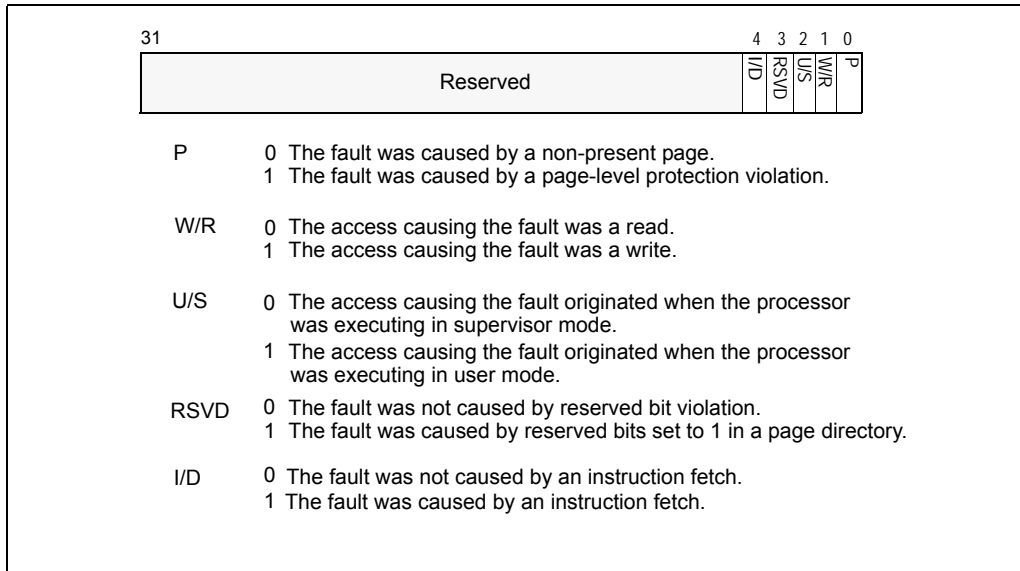 31 4 3 2 1 0
Reserved I/D RSVD U/S W/R P
P 0 The fault was caused by a non-present page.
1 The fault was caused by a page-level protection violation.
W/R 0 The access causing the fault was a read.
1 The access causing the fault was a write.
U/S 0 The access causing the fault originated when the processor
was executing in supervisor mode.
1 The access causing the fault originated when the processor
was executing in user mode.
RSVD 0 The fault was not caused by reserved bit violation.
1 The fault was caused by reserved bits set to 1 in a page directory.
I/D 0 The fault was not caused by an instruction fetch.
1 The fault was caused by an instruction fetch.